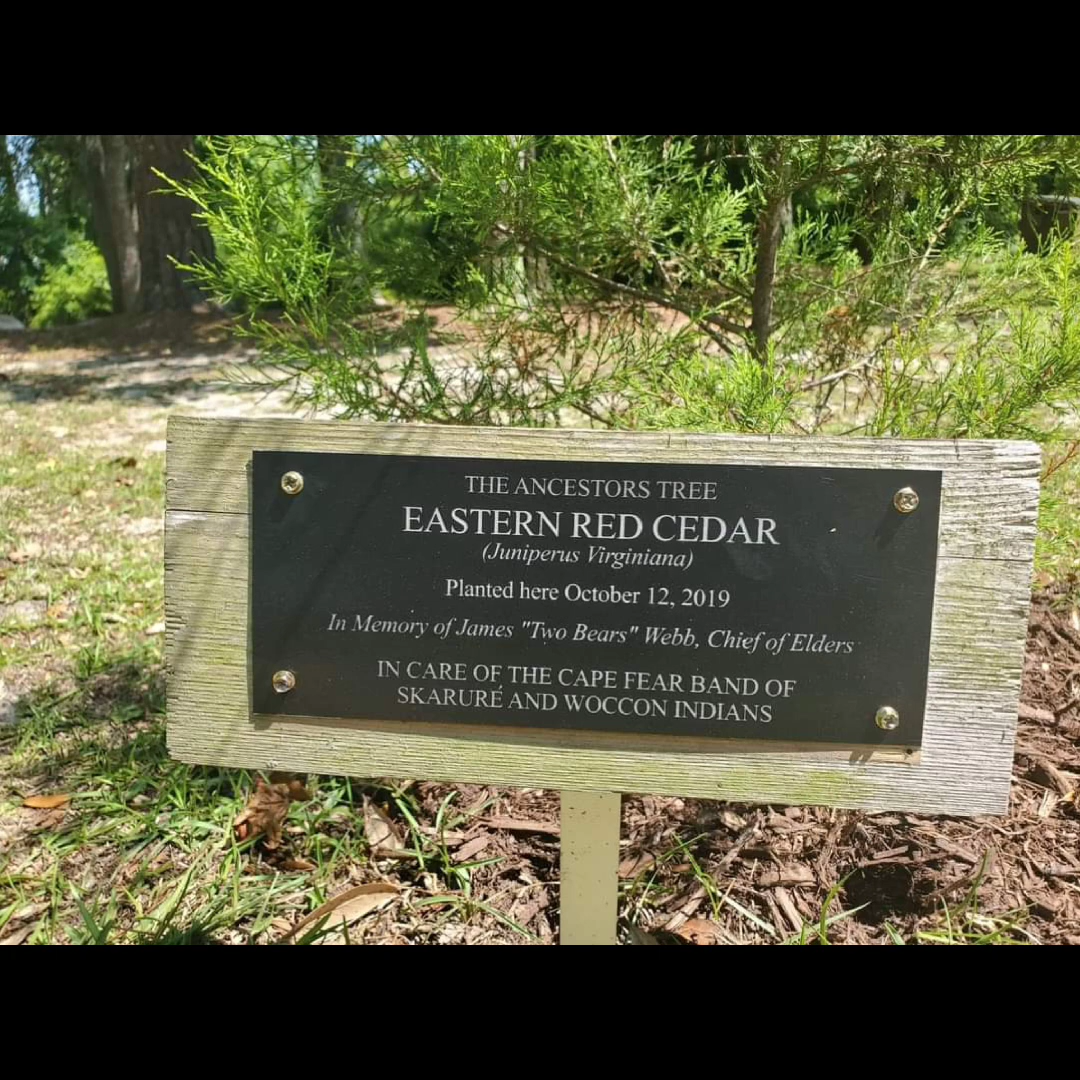 THE ANCESTORS TREE
EASTERN RED CEDAR
(Juniperus Virginiana)
Planted here October 12, 2019
In Memory of James "Two Bears" Webb, Chief of Elders
IN CARE OF THE CAPE FEAR BAND OF
SKARURÉ AND WOCCON INDIANS